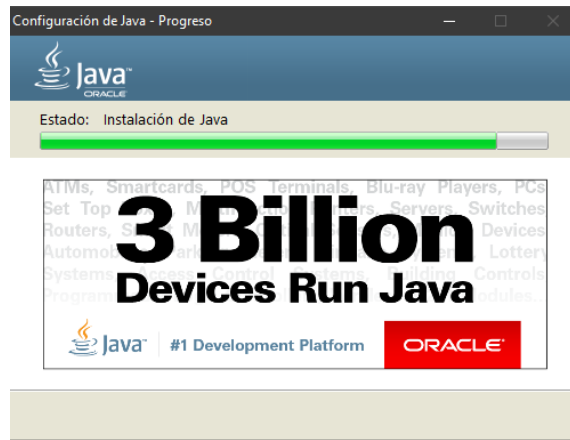 Configuración de Java - Progreso
Java™
ORACLE
Estado: Instalación de Java
ATMs, Smartcards, POS Terminals, Blu-ray Players, PCs
Set Top Servers, Switches
Routers, Devices
Lottery
Systems, Access Control Systems, Building Controls
3 Billion
Devices Run Java
Java™ #1 Development Platform ORACLE®